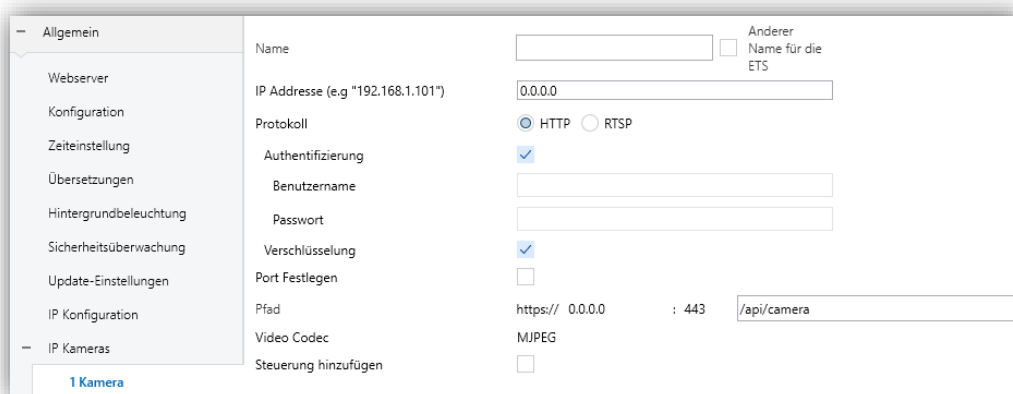 Allgemein
Webserver
Konfiguration
Zeiteinstellung
Übersetzungen
Hintergrundbeleuchtung
Sicherheitsüberwachung
Update-Einstellungen
IP Konfiguration
IP Kameras
1 Kamera
Name
Anderer
Name für die
ETS
IP Addresse (e.g "192.168.1.101")
0.0.0.0
Protokoll
HTTP RTSP
Authentifizierung
Benutzername
Passwort
Verschlüsselung
Port Festlegen
Pfad https:// 0.0.0.0 : 443 /api/camera
Video Codec MJPEG
Steuerung hinzufügen